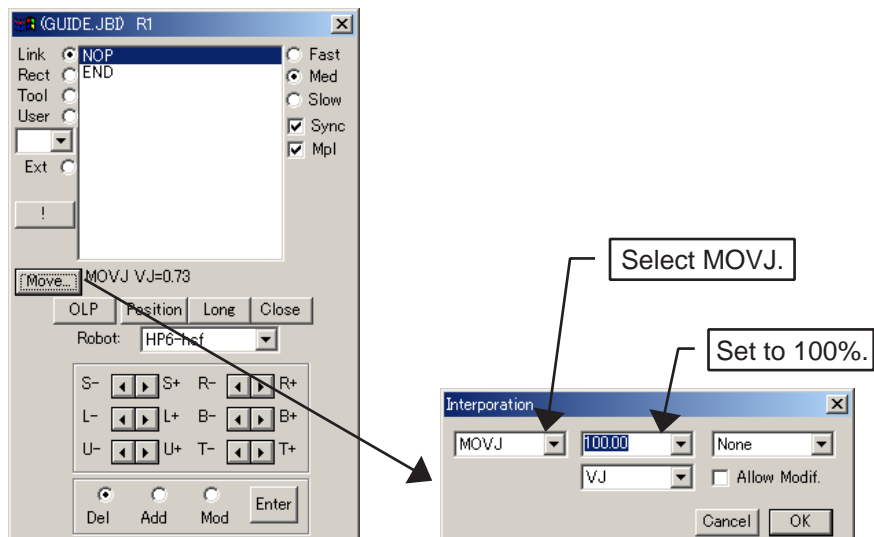 (GUIDE.JBI) R1
Link NOP Fast
Rect END Med
Tool Slow
User Sync
Mpl
Ext
!
Move... MOVJ VJ=0.73
OLP Position Long Close
Robot: HP6-hsf
S- S+ R- R+
L- L+ B- B+
U- U+ T- T+
Del Add Mod Enter
Select MOVJ.
Set to 100%.
Interporation
MOVJ 100.00 None
VJ Allow Modif.
Cancel OK